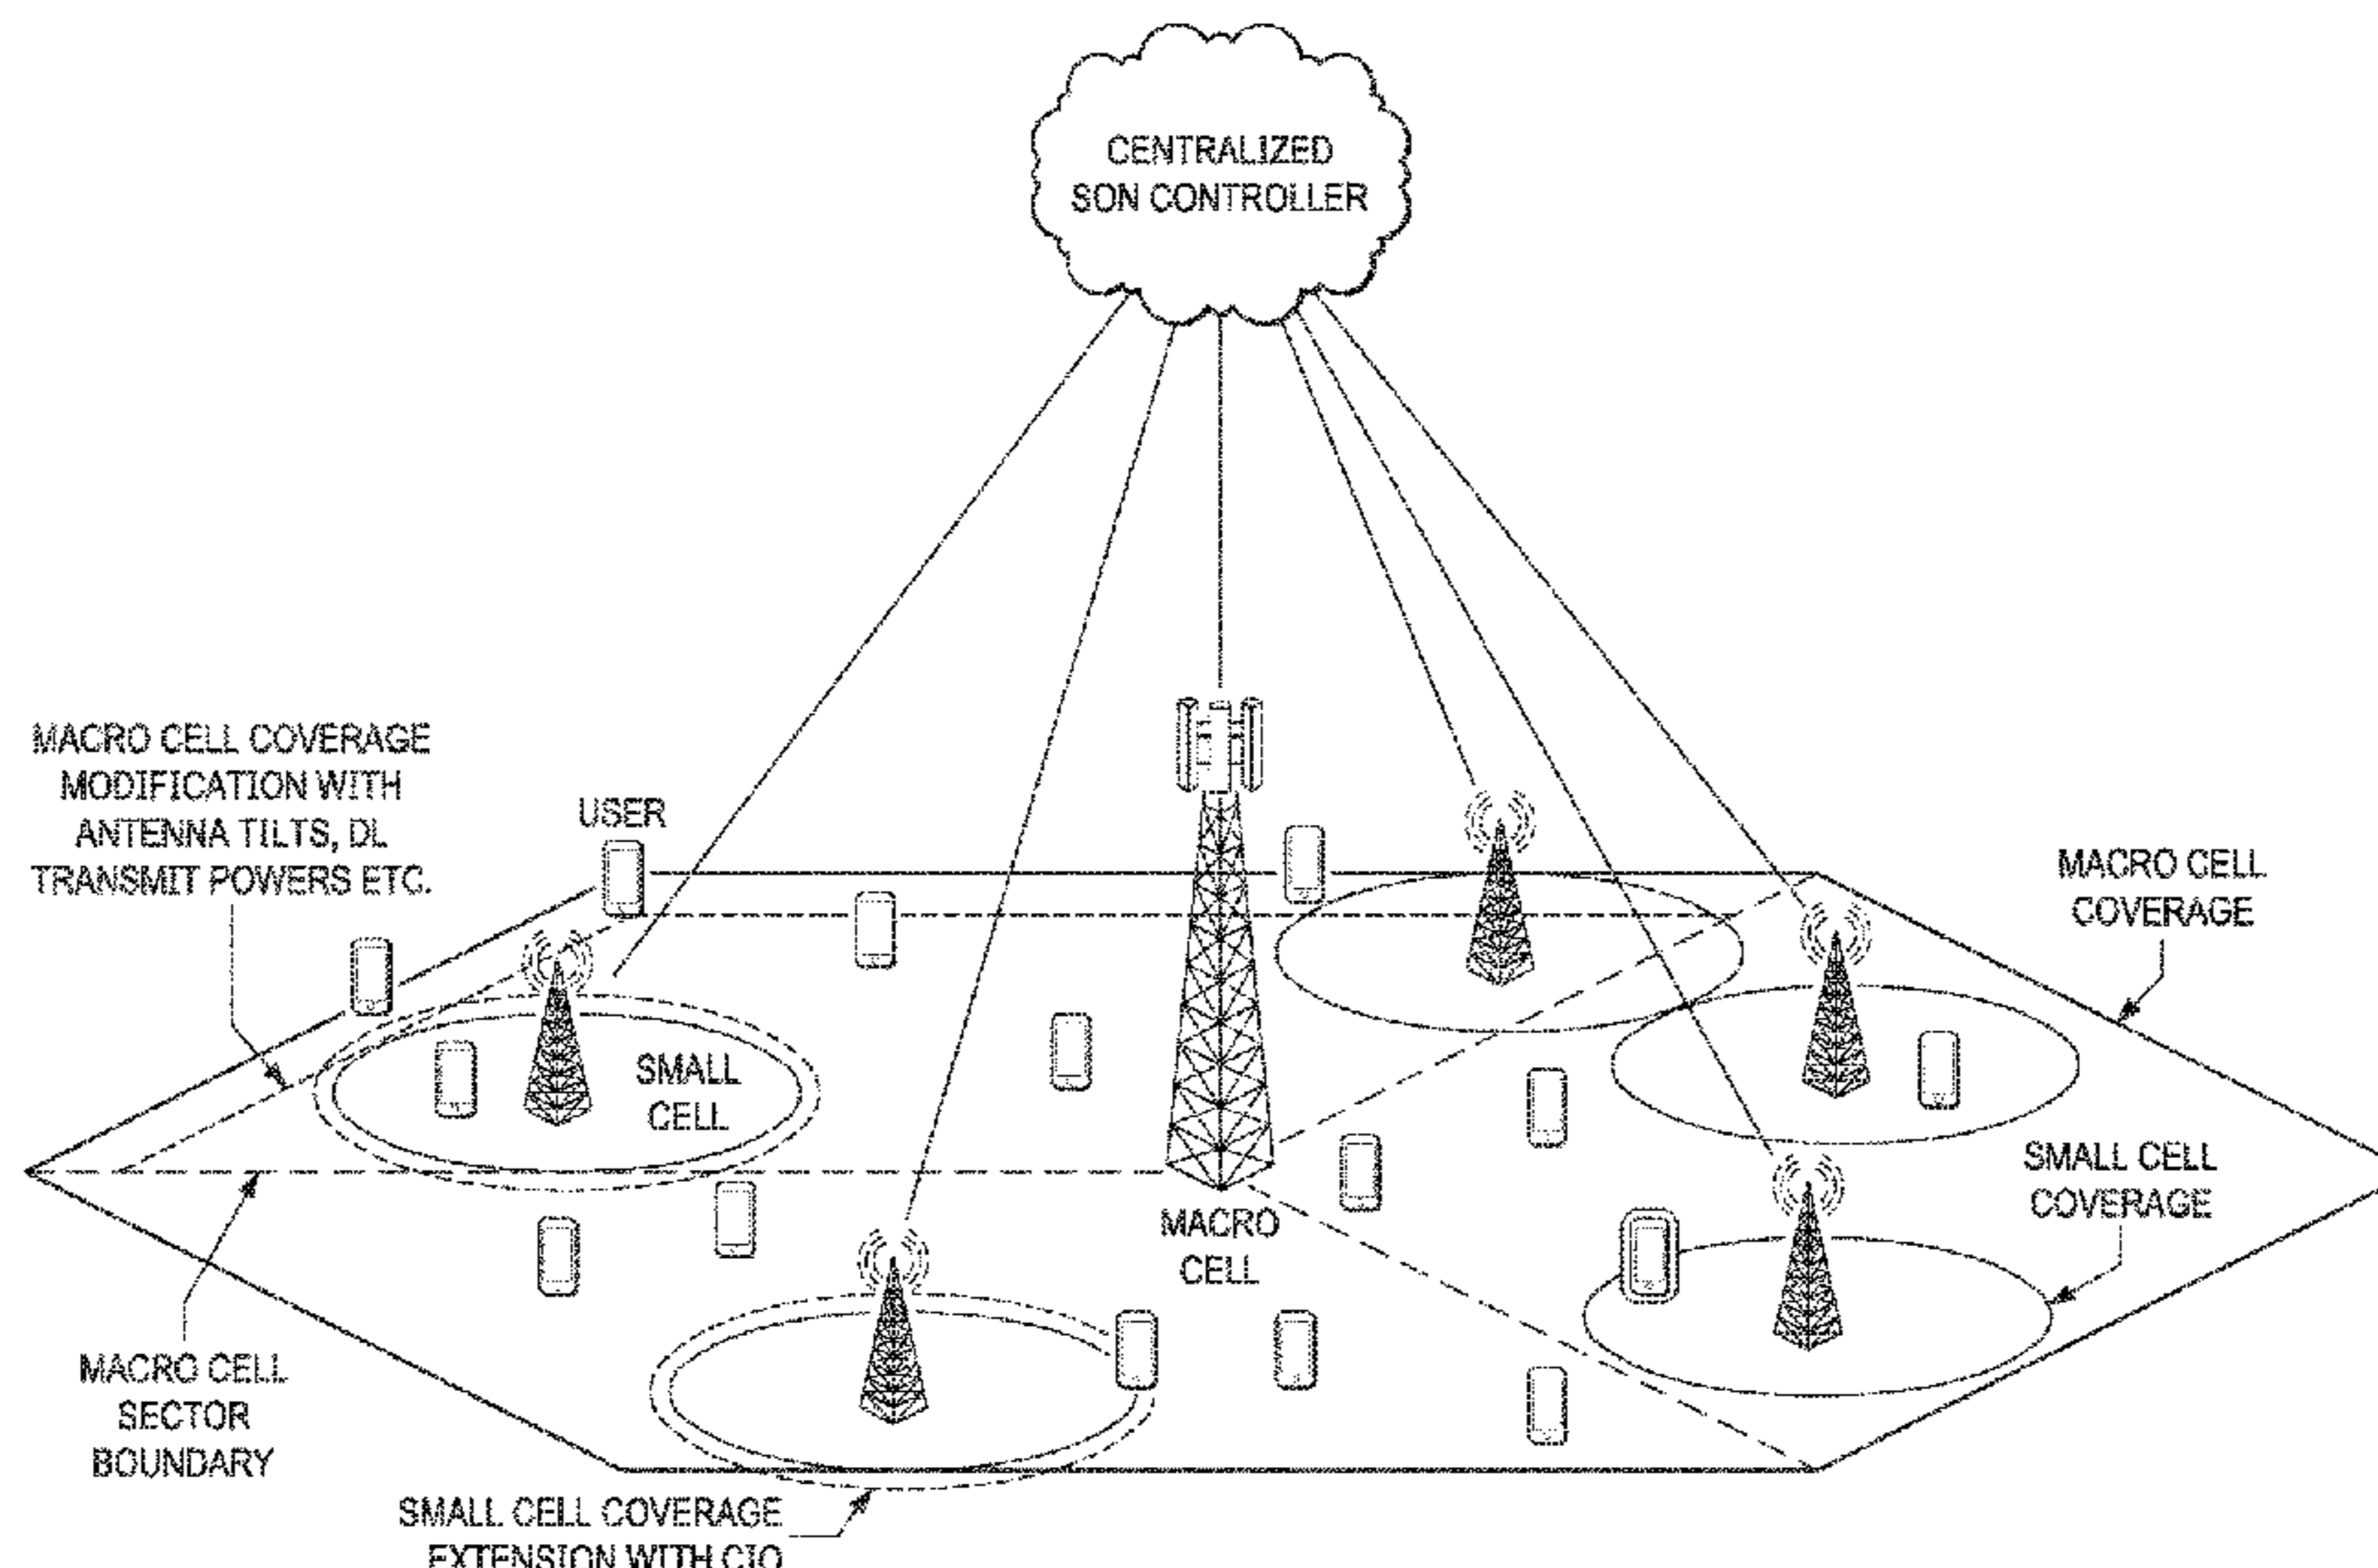 CENTRALIZED
SON CONTROLLER
MACRO CELL COVERAGE
MODIFICATION WITH
ANTENNA TILTS, DL
TRANSMIT POWERS ETC.
USER
MACRO CELL
COVERAGE
SMALL
CELL
SMALL CELL
COVERAGE
MACRO
CELL
MACRO CELL
SECTOR
BOUNDARY
SMALL CELL COVERAGE
EXTENSION WITH CIO